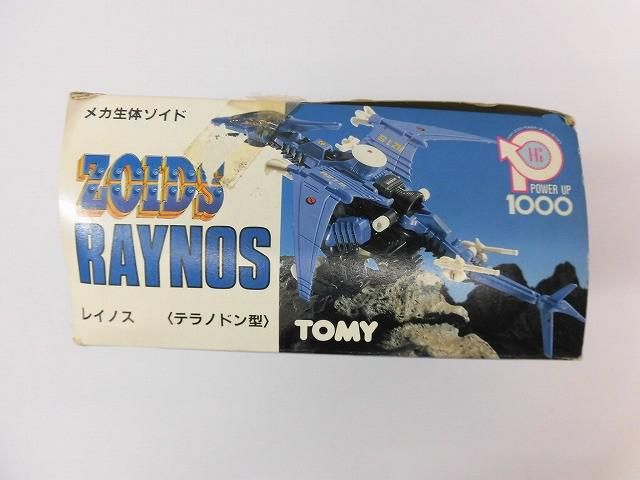 メカ生体ゾイド
ZOIDS
RAYNOS
レイノス 〈テラノドン型〉
TOMY
Hi
POWER UP
1000